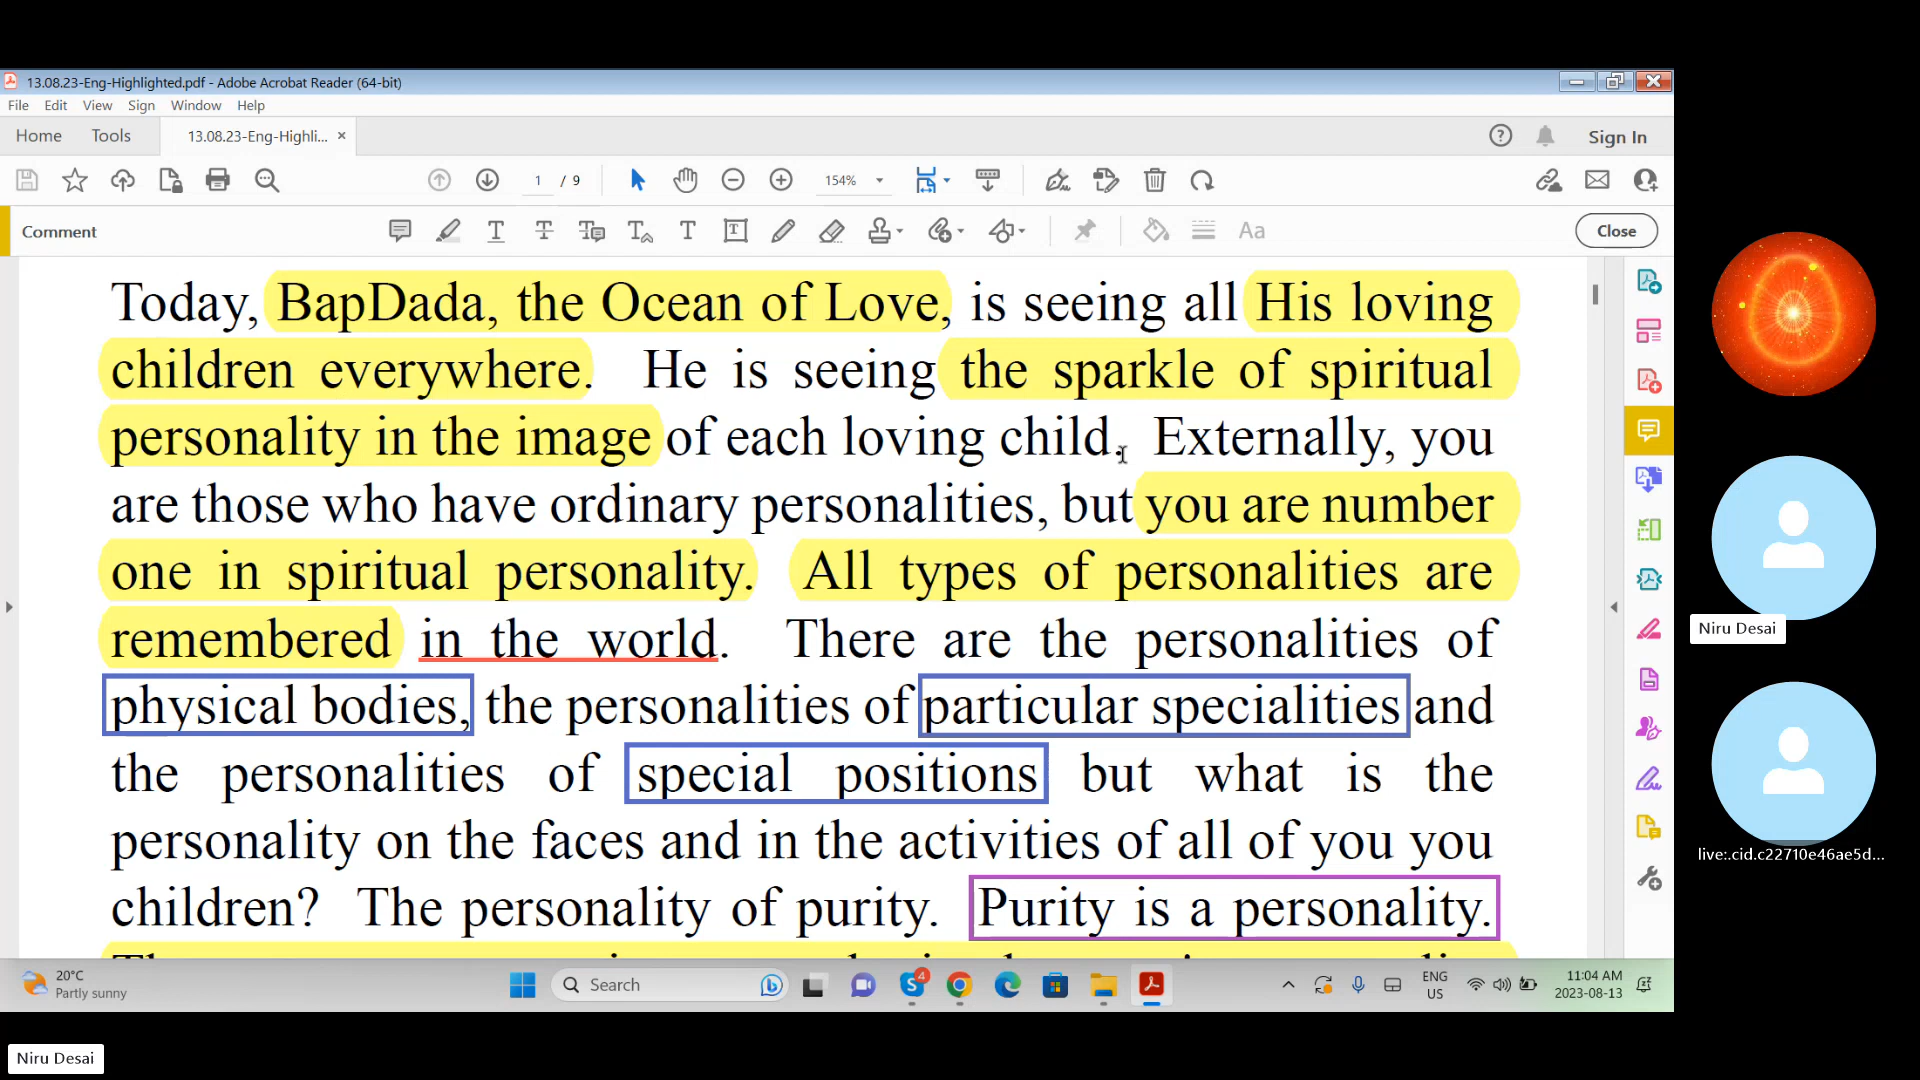 13.08.23-Eng-Highlighted.pdf - Adobe Acrobat Reader (64-bit)
File Edit View Sign Window Help
Home Tools 13.08.23-Eng-Highli... × Sign In
1 / 9 154%
Comment Aa Close
Today, BapDada, the Ocean of Love, is seeing all His loving
children everywhere. He is seeing the sparkle of spiritual
personality in the image of each loving child. Externally, you
are those who have ordinary personalities, but you are number
one in spiritual personality. All types of personalities are
remembered in the world. There are the personalities of
physical bodies, the personalities of particular specialities and
the personalities of special positions but what is the
personality on the faces and in the activities of all of you you
children? The personality of purity. Purity is a personality.
Niru Desai
live:.cid.c22710e46ae5d...
20°C
Partly sunny
Search
4
ENG
US
11:04 AM
2023-08-13
Niru Desai